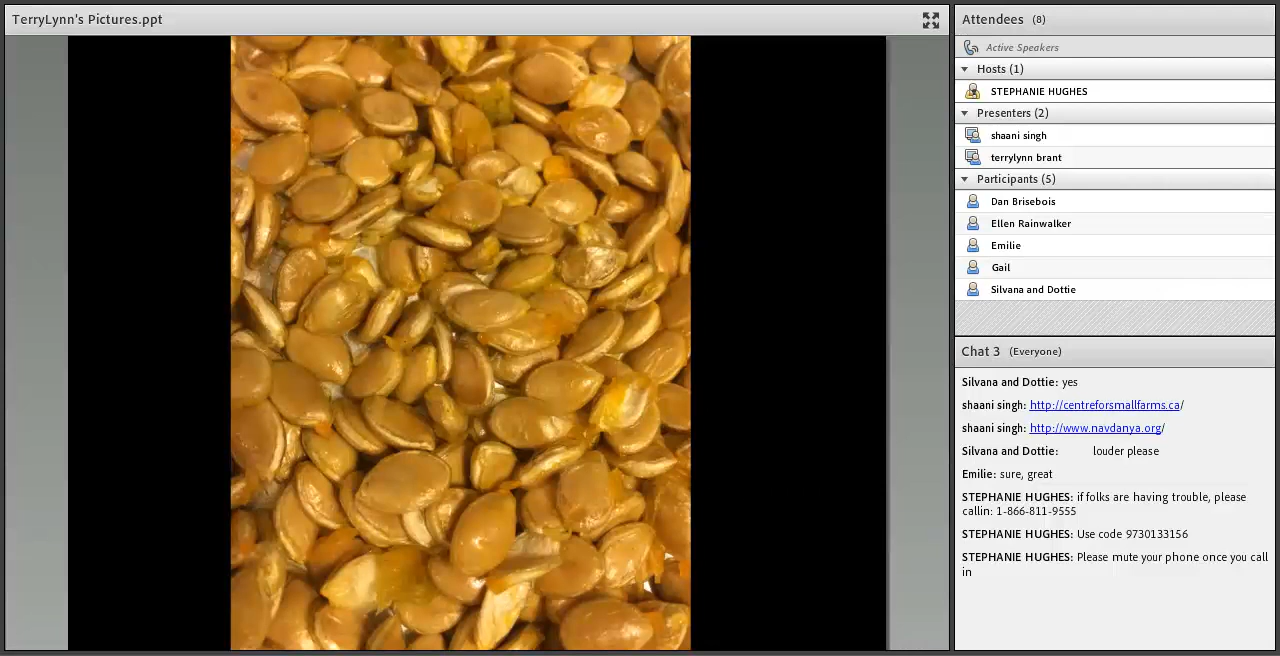 TerryLynn's Pictures.ppt
Attendees (8)
Active Speakers
Hosts (1)
STEPHANIE HUGHES
Presenters (2)
shaani singh
terrylynn brant
Participants (5)
Dan Brisebois
Ellen Rainwalker
Emilie
Gail
Silvana and Dottie
Chat 3 (Everyone)
Silvana and Dottie: yes
shaani singh: http://centreforsmallfarms.ca/
shaani singh: http://www.navdanya.org/
Silvana and Dottie: louder please
Emilie: sure, great
STEPHANIE HUGHES: if folks are having trouble, please
callin: 1-866-811-9555
STEPHANIE HUGHES: Use code 9730133156
STEPHANIE HUGHES: Please mute your phone once you call
in